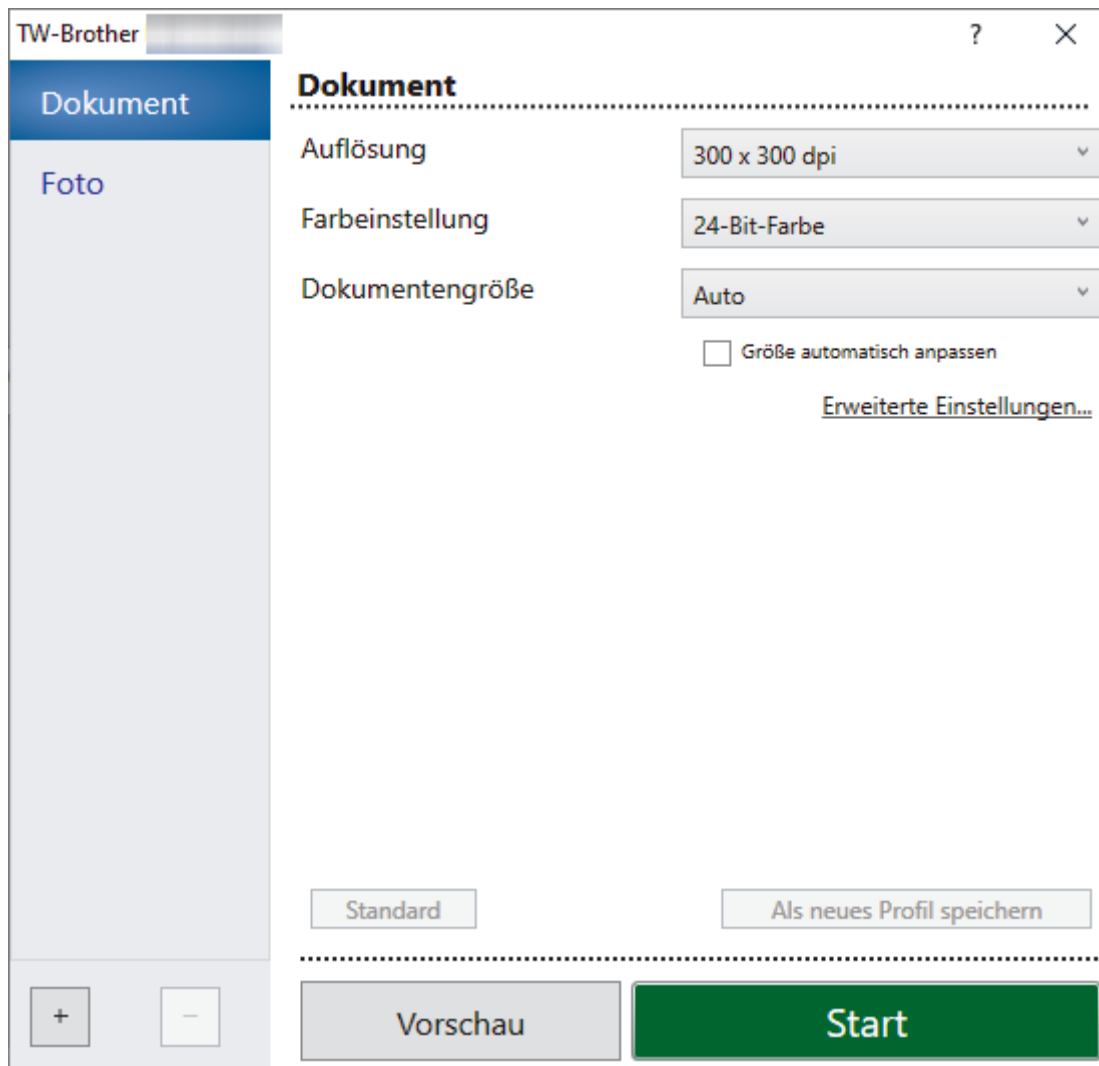 TW-Brother
?
Dokument
Foto
Dokument
Auflösung
300 x 300 dpi
Farbeinstellung
24-Bit-Farbe
Dokumentengröße
Auto
Größe automatisch anpassen
Erweiterte Einstellungen...
Standard
Als neues Profil speichern
+
−
Vorschau
Start